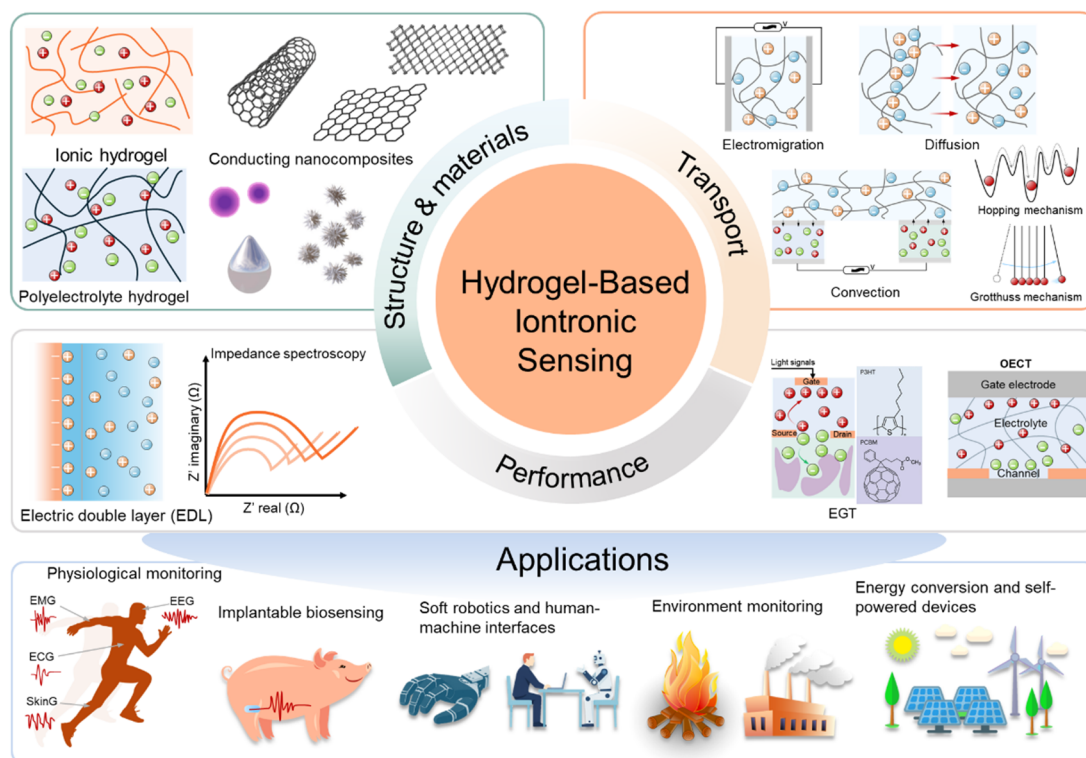 Ionic hydrogel
Conducting nanocomposites
Polyelectrolyte hydrogel
Structure & materials
Transport
Performance
Hydrogel-Based
Iontronic
Sensing
V
Electromigration
Diffusion
Hopping mechanism
V
Convection
Grotthuss mechanism
Electric double layer (EDL)
Impedance spectroscopy
Z' imaginary (Ω)
Z' real (Ω)
Light signals
Gate
Source
Drain
P3HT
PCBM
EGT
OECT
Gate electrode
Electrolyte
Channel
Applications
Physiological monitoring
EMG
EEG
ECG
SkinG
Implantable biosensing
Soft robotics and human-
machine interfaces
Environment monitoring
Energy conversion and self-
powered devices